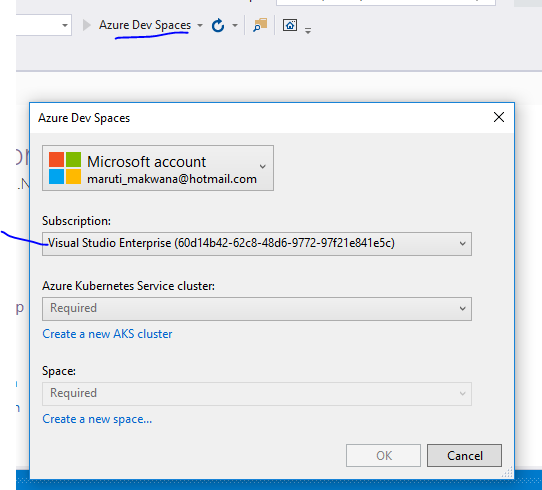 Azure Dev Spaces
Azure Dev Spaces
Microsoft account
maruti_makwana@hotmail.com
Subscription:
Visual Studio Enterprise (60d14b42-62c8-48d6-9772-97f21e841e5c)
Azure Kubernetes Service cluster:
Required
Create a new AKS cluster
Space:
Required
Create a new space...
OK
Cancel